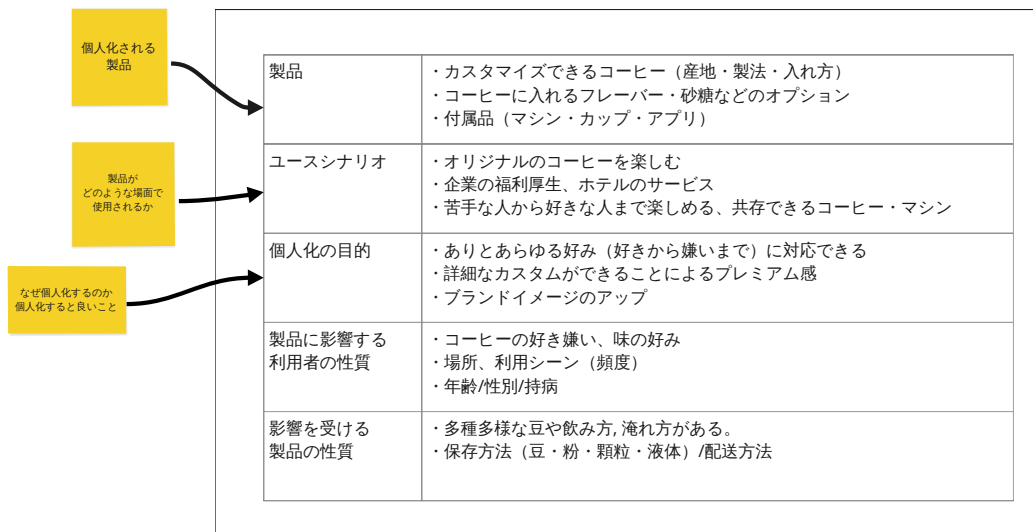 個人化される
製品
製品
・カスタマイズできるコーヒー（産地・製法・入れ方）
・コーヒーに入れるフレーバー・砂糖などのオプション
・付属品（マシン・カップ・アプリ）
製品が
どのような場面で
使用されるか
ユースシナリオ
・オリジナルのコーヒーを楽しむ
・企業の福利厚生、ホテルのサービス
・苦手な人から好きな人まで楽しめる、共存できるコーヒー・マシン
なぜ個人化するのか
個人化すると良いこと
個人化の目的
・ありとあらゆる好み（好きから嫌いまで）に対応できる
・詳細なカスタムができることによるプレミアム感
・ブランドイメージのアップ
製品に影響する
利用者の性質
・コーヒーの好き嫌い、味の好み
・場所、利用シーン（頻度）
・年齢/性別/持病
影響を受ける
製品の性質
・多種多様な豆や飲み方, 淹れ方がある。
・保存方法（豆・粉・顆粒・液体）/配送方法